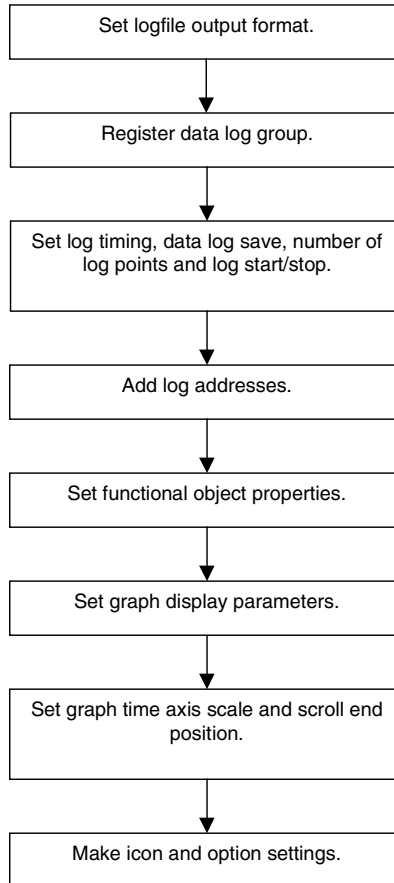 Set logfile output format.
Register data log group.
Set log timing, data log save, number of
log points and log start/stop.
Add log addresses.
Set functional object properties.
Set graph display parameters.
Set graph time axis scale and scroll end
position.
Make icon and option settings.